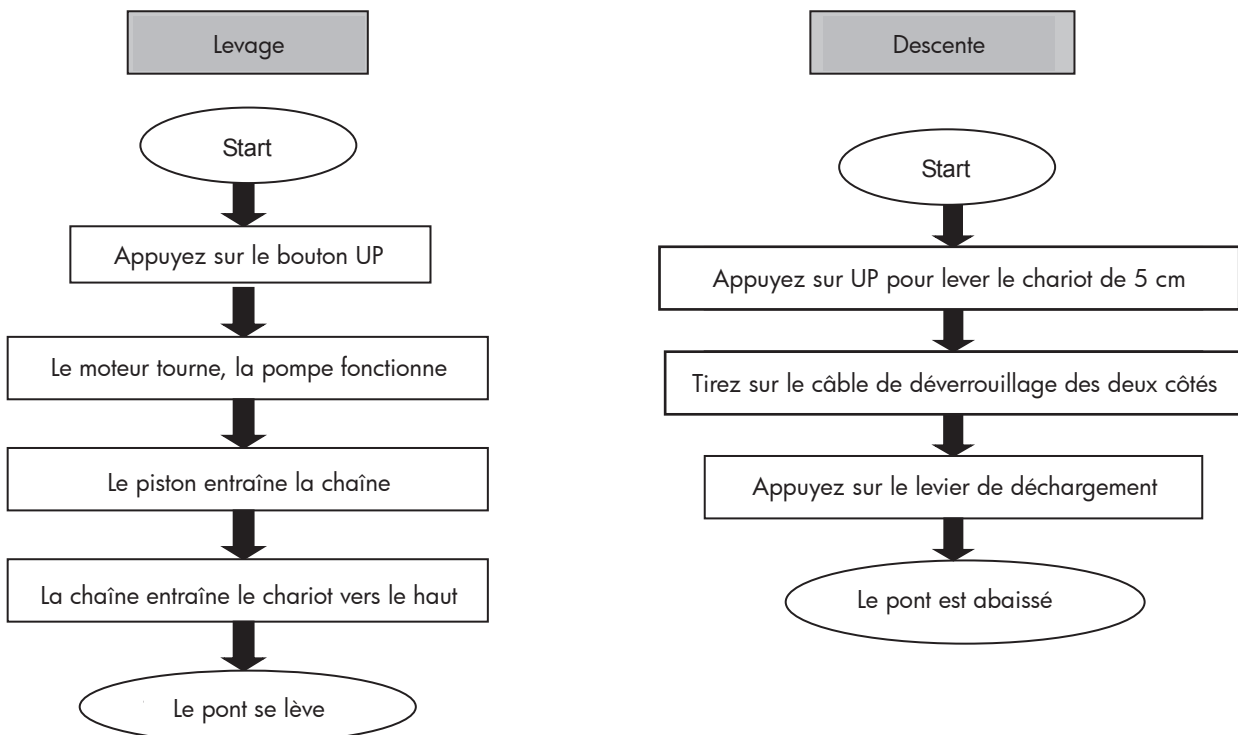 Levage
Start
Appuyez sur le bouton UP
Le moteur tourne, la pompe fonctionne
Le piston entraîne la chaîne
La chaîne entraîne le chariot vers le haut
Le pont se lève
Descente
Start
Appuyez sur UP pour lever le chariot de 5 cm
Tirez sur le câble de déverrouillage des deux côtés
Appuyez sur le levier de déchargement
Le pont est abaissé